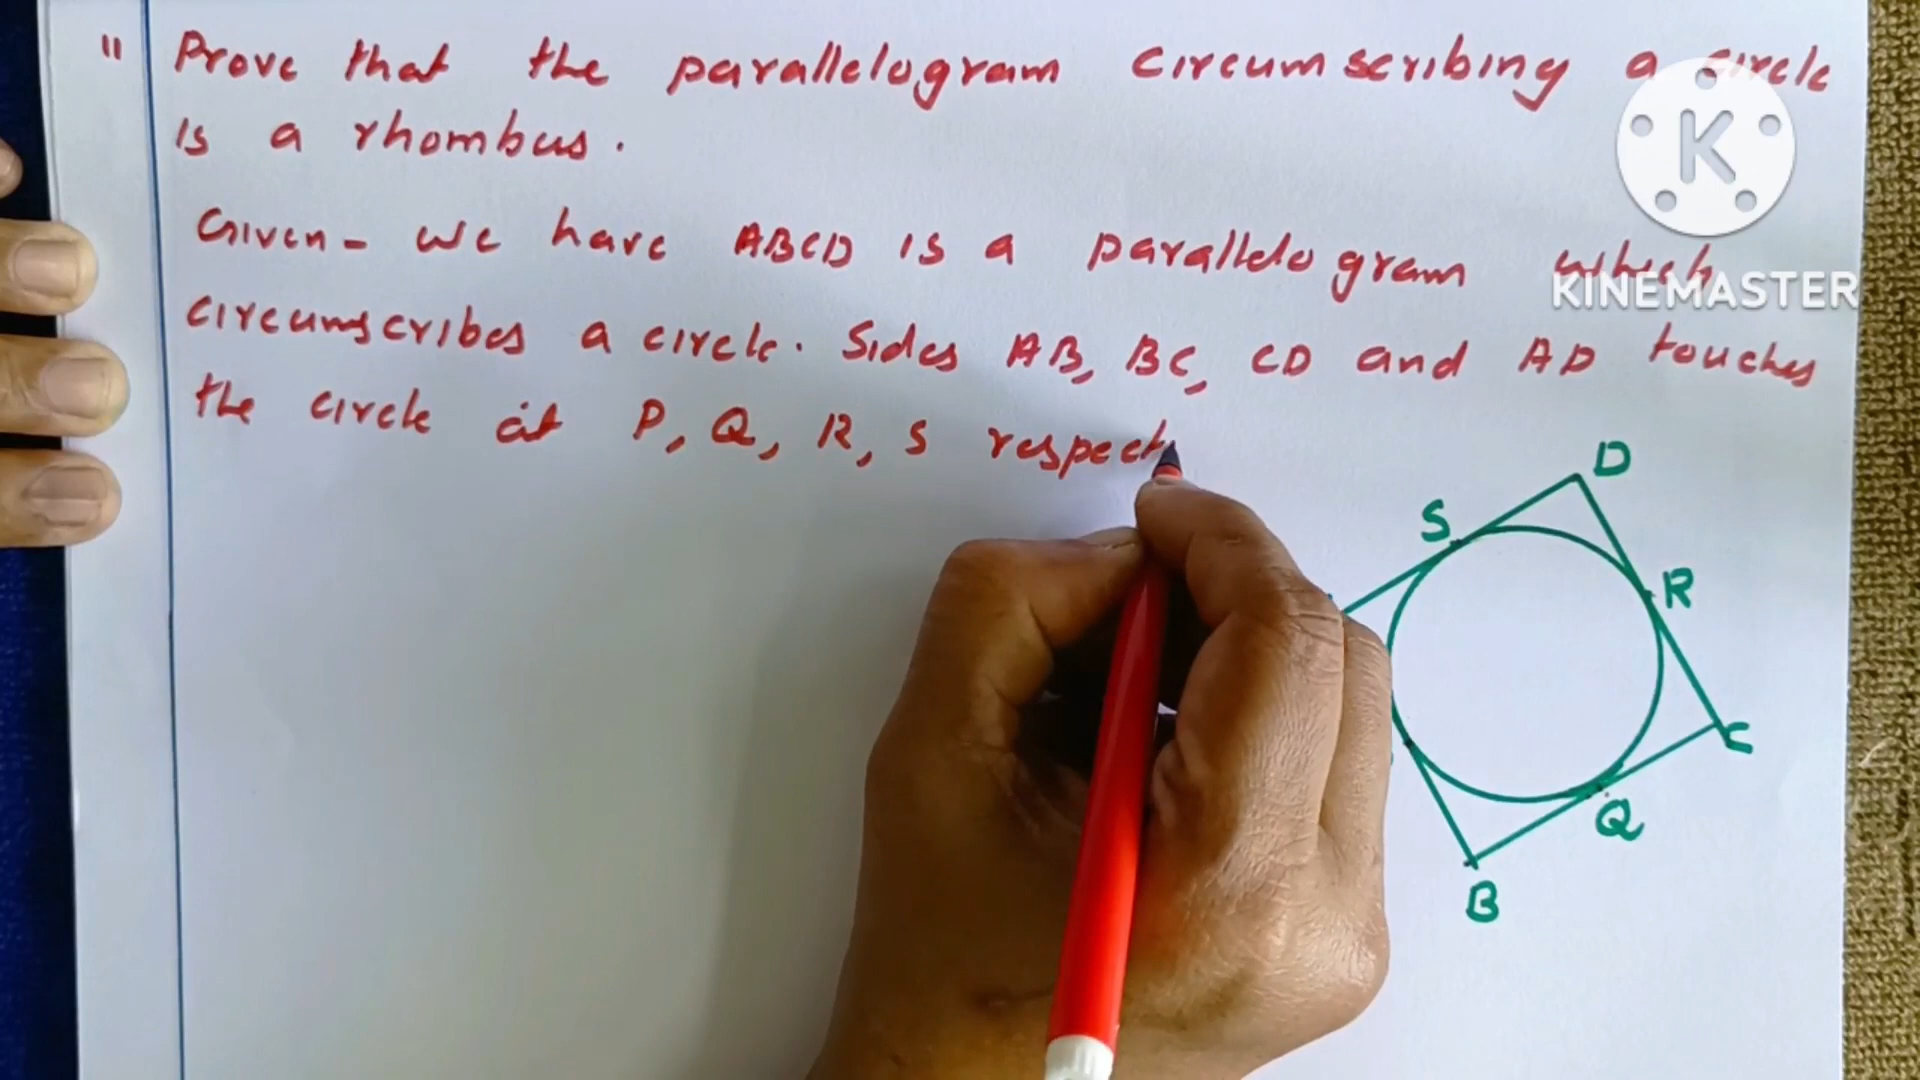 11 Prove that the parallelogram circumscribing a circle
is a rhombus.
Given - we have ABCD is a parallelogram which
circumscribes a circle. Sides AB, BC, CD and AD touches
the circle at P, Q, R, S respect
K
KINEMASTER
D
S
R
C
Q
B